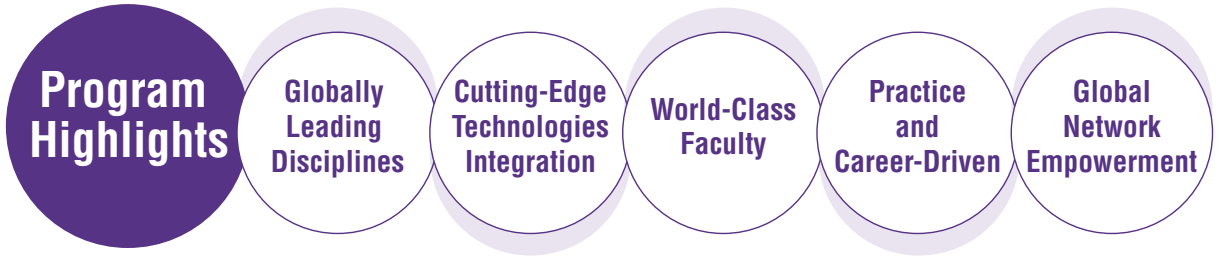 Program
Highlights
Globally
Leading
Disciplines
Cutting-Edge
Technologies
Integration
World-Class
Faculty
Practice
and
Career-Driven
Global
Network
Empowerment